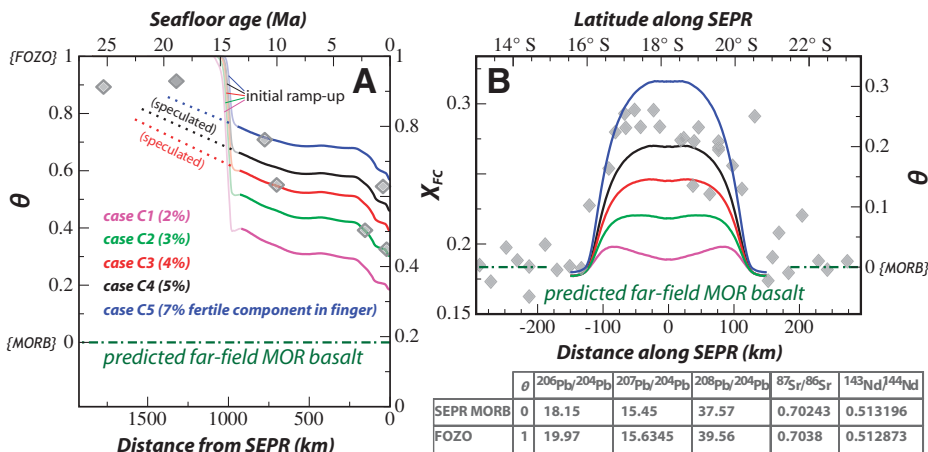 Seafloor age (Ma)
25 20 15 10 5 0
{FOZO} 1
A
initial ramp-up
(speculated)
(speculated)
θ
0.8
0.6
0.4
0.2
{MORB} 0
case C1 (2%)
case C2 (3%)
case C3 (4%)
case C4 (5%)
case C5 (7% fertile component in finger)
predicted far-field MOR basalt
1
0.8
0.6
0.4
0.2
0
1500 1000 500 0
Distance from SEPR (km)
Latitude along SEPR
14° S 16° S 18° S 20° S 22° S
B
XFC
0.3
0.2
0.15
0.3
0.2
0.1
0 {MORB}
θ
predicted far-field MOR basalt
-200 -100 0 100 200
Distance along SEPR (km)
θ 206Pb/204Pb 207Pb/204Pb 208Pb/204Pb 87Sr/86Sr 143Nd/144Nd
SEPR MORB 0 18.15 15.45 37.57 0.70243 0.513196
FOZO 1 19.97 15.6345 39.56 0.7038 0.512873